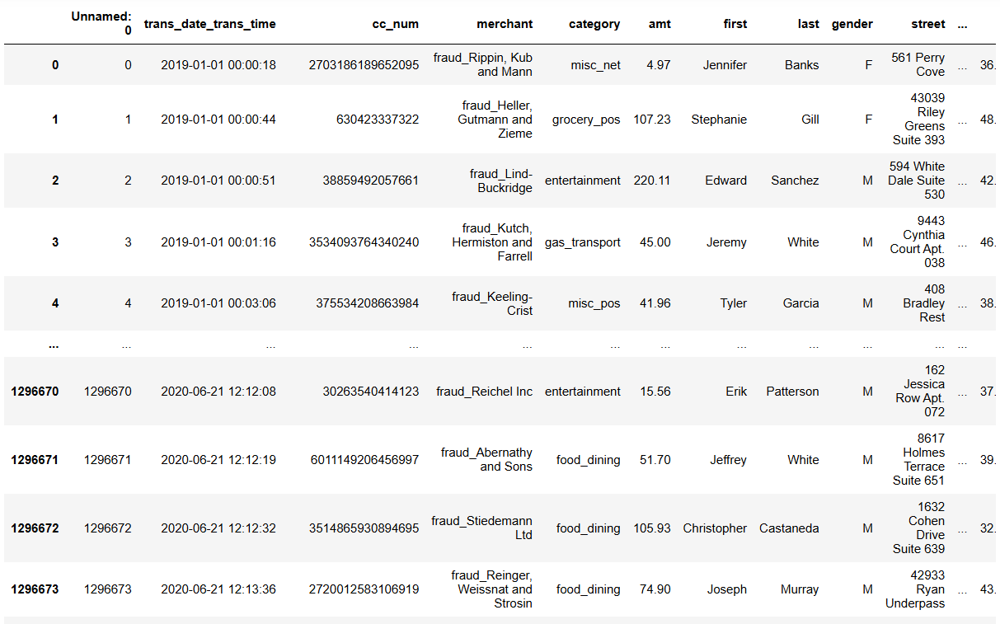 Unnamed: 0 trans_date_trans_time cc_num merchant category amt first last gender street ...
0 0 2019-01-01 00:00:18 2703186189652095 fraud_Rippin, Kub and Mann misc_net 4.97 Jennifer Banks F 561 Perry Cove ... 36.
1 1 2019-01-01 00:00:44 630423337322 fraud_Heller, Gutmann and Zieme grocery_pos 107.23 Stephanie Gill F 43039 Riley Greens Suite 393 ... 48.
2 2 2019-01-01 00:00:51 38859492057661 fraud_Lind-Buckridge entertainment 220.11 Edward Sanchez M 594 White Dale Suite 530 ... 42.
3 3 2019-01-01 00:01:16 3534093764340240 fraud_Kutch, Hermiston and Farrell gas_transport 45.00 Jeremy White M 9443 Cynthia Court Apt. 038 ... 46.
4 4 2019-01-01 00:03:06 375534208663984 fraud_Keeling-Crist misc_pos 41.96 Tyler Garcia M 408 Bradley Rest ... 38.
... ... ... ... ... ... ... ... ... ... ... ...
1296670 1296670 2020-06-21 12:12:08 30263540414123 fraud_Reichel Inc entertainment 15.56 Erik Patterson M 162 Jessica Row Apt. 072 ... 37.
1296671 1296671 2020-06-21 12:12:19 6011149206456997 fraud_Abernathy and Sons food_dining 51.70 Jeffrey White M 8617 Holmes Terrace Suite 651 ... 39.
1296672 1296672 2020-06-21 12:12:32 3514865930894695 fraud_Stiedemann Ltd food_dining 105.93 Christopher Castaneda M 1632 Cohen Drive Suite 639 ... 32.
1296673 1296673 2020-06-21 12:13:36 2720012583106919 fraud_Reinger, Weissnat and Strosin food_dining 74.90 Joseph Murray M 42933 Ryan Underpass ... 43.